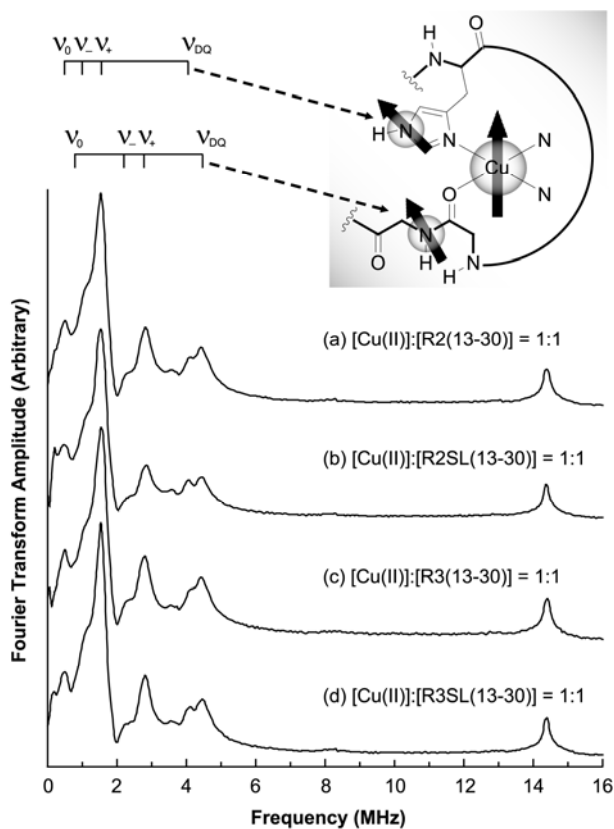 ν0 ν− ν+ νDQ
ν0 ν− ν+ νDQ
H
N
O
H
N
N
N
Cu
N
O
O
N
H
H
N
(a) [Cu(II)]:[R2(13-30)] = 1:1
(b) [Cu(II)]:[R2SL(13-30)] = 1:1
(c) [Cu(II)]:[R3(13-30)] = 1:1
(d) [Cu(II)]:[R3SL(13-30)] = 1:1
Fourier Transform Amplitude (Arbitrary)
0 2 4 6 8 10 12 14 16
Frequency (MHz)